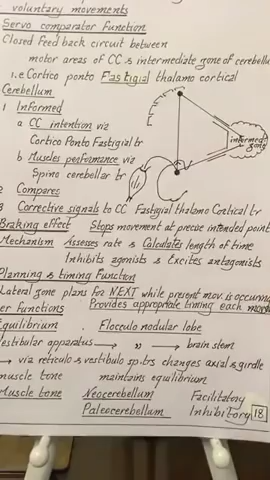 voluntary movements
Servo comparator Function
Closed Feed back circuit between
motor areas of CC & intermediate zone of cerebellu
i.e Cortico ponto Fastigial thalamo cortical
Cerebellum
1 Informed
a CC intention via
Cortico Ponto Fastigial tr
b Muscles performance via
Spino cerebellar tr
intermed
zone
2 Compares
3 Corrective signals to CC Fastigial Thalamo Cortical tr
Braking effect Stops movement at precise intended point
Mechanism Assesses rate & Calculates length of time
Inhibits agonists & Excites antagonists
Planning & timing Function
Lateral zone plans for NEXT while present mov. is occurring
Provides appropriate timing each mov
er functions
Equilibrium Flocculo nodular lobe
Vestibular apparatus → " → brain stem
→ via reticulo & vestibulo sp. trs changes axial & girdle
muscle tone maintains equilibrium
Muscle tone Neocerebellum Facilitatory
Paleocerebellum Inhibitory 18